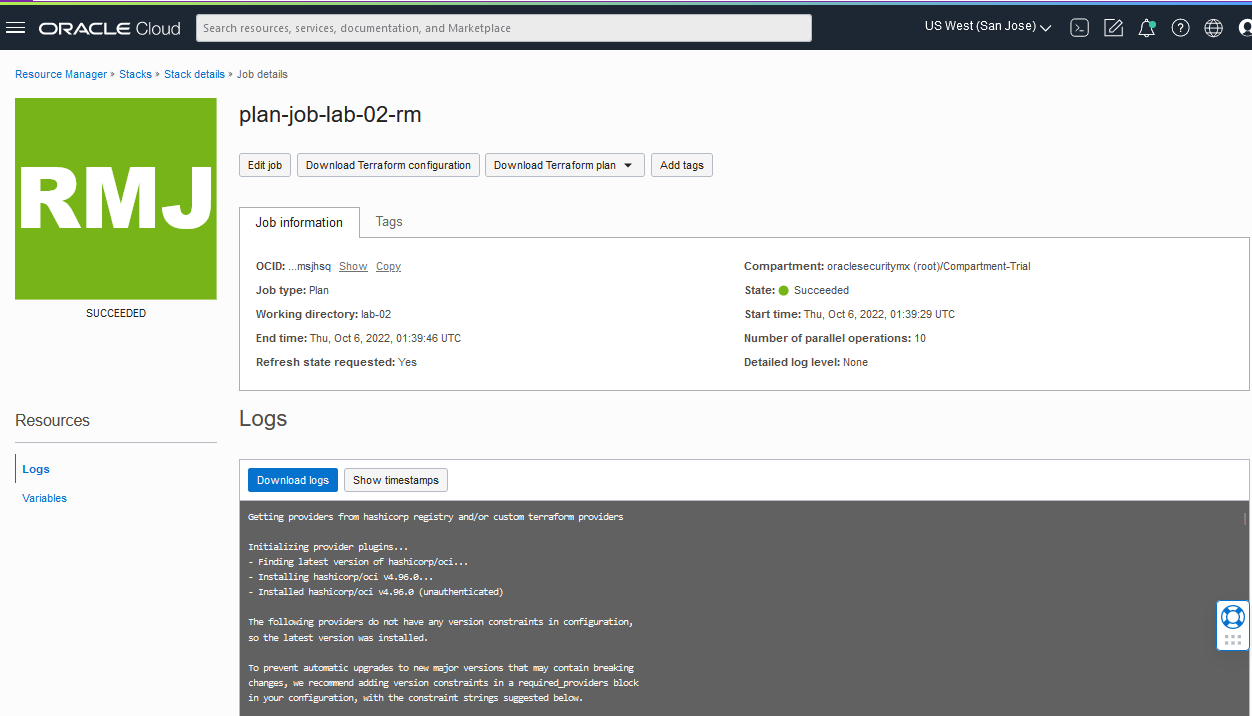 ORACLE Cloud
Search resources, services, documentation, and Marketplace
US West (San Jose)
Resource Manager » Stacks » Stack details » Job details
RMJ
SUCCEEDED
plan-job-lab-02-rm
Edit job
Download Terraform configuration
Download Terraform plan
Add tags
Job information
Tags
OCID: ...msjhsq Show Copy
Job type: Plan
Working directory: lab-02
End time: Thu, Oct 6, 2022, 01:39:46 UTC
Refresh state requested: Yes
Compartment: oraclesecuritymx (root)/Compartment-Trial
State: Succeeded
Start time: Thu, Oct 6, 2022, 01:39:29 UTC
Number of parallel operations: 10
Detailed log level: None
Resources
Logs
Variables
Logs
Download logs
Show timestamps
Getting providers from hashicorp registry and/or custom terraform providers
Initializing provider plugins...
- Finding latest version of hashicorp/oci...
- Installing hashicorp/oci v4.96.0...
- Installed hashicorp/oci v4.96.0 (unauthenticated)
The following providers do not have any version constraints in configuration,
so the latest version was installed.
To prevent automatic upgrades to new major versions that may contain breaking
changes, we recommend adding version constraints in a required_providers block
in your configuration, with the constraint strings suggested below.